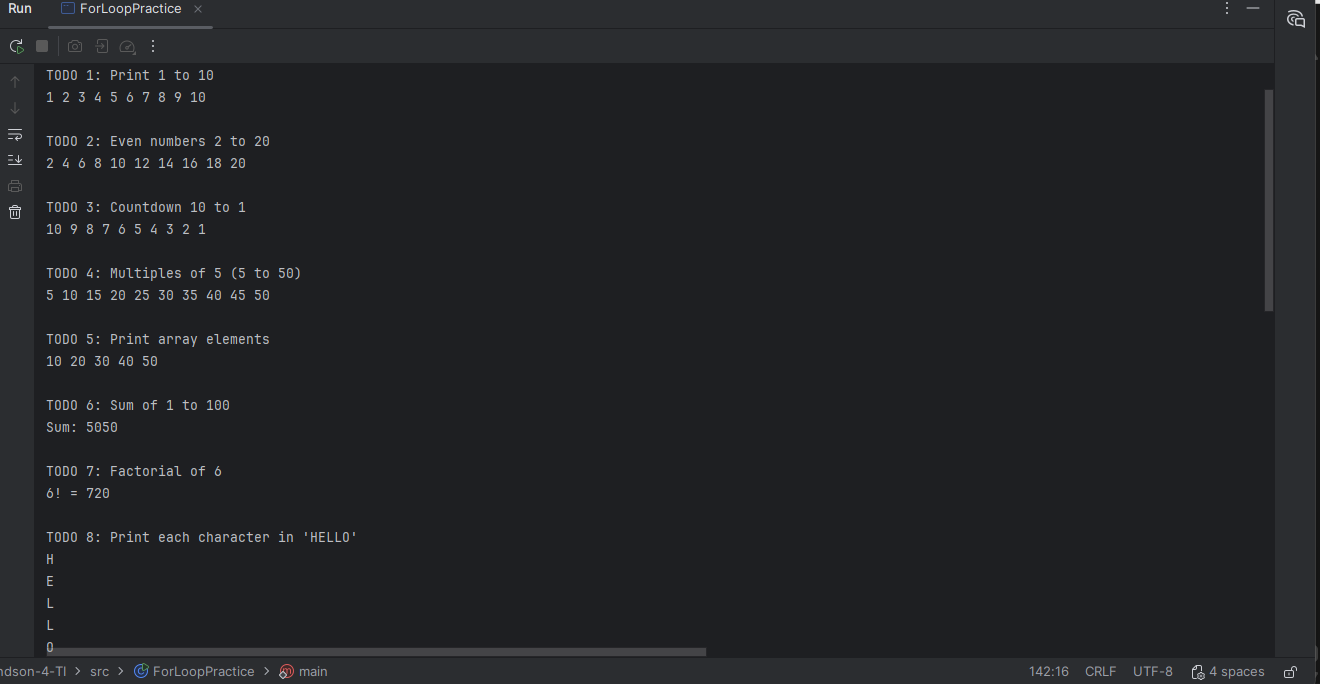 Run ForLoopPractice
TODO 1: Print 1 to 10
1 2 3 4 5 6 7 8 9 10
TODO 2: Even numbers 2 to 20
2 4 6 8 10 12 14 16 18 20
TODO 3: Countdown 10 to 1
10 9 8 7 6 5 4 3 2 1
TODO 4: Multiples of 5 (5 to 50)
5 10 15 20 25 30 35 40 45 50
TODO 5: Print array elements
10 20 30 40 50
TODO 6: Sum of 1 to 100
Sum: 5050
TODO 7: Factorial of 6
6! = 720
TODO 8: Print each character in 'HELLO'
H
E
L
L
O
ndson-4-TI > src > ForLoopPractice > main 142:16 CRLF UTF-8 4 spaces